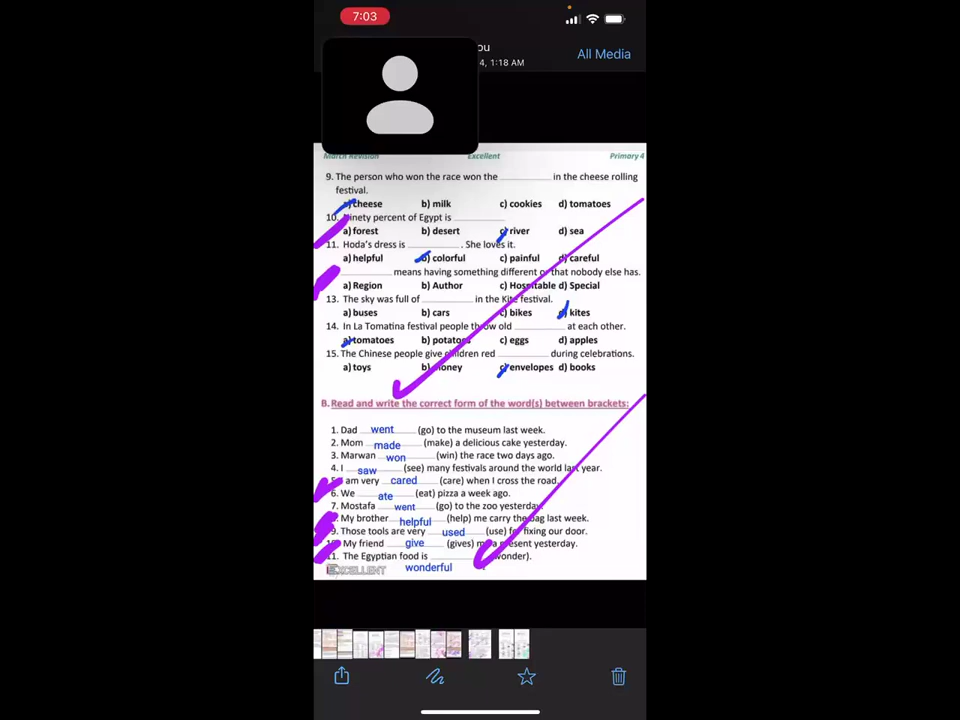 7:03
ou
4, 1:18 AM
All Media
March Revision Excellent Primary 4
9. The person who won the race won the in the cheese rolling
festival.
a) cheese b) milk c) cookies d) tomatoes
10. Ninety percent of Egypt is
a) forest b) desert c) river d) sea
11. Hoda's dress is . She loves it.
a) helpful b) colorful c) painful d) careful
means having something different or that nobody else has.
a) Region b) Author c) Hospitable d) Special
13. The sky was full of in the Kite festival.
a) buses b) cars c) bikes d) kites
14. In La Tomatina festival people throw old at each other.
a) tomatoes b) potatoes c) eggs d) apples
15. The Chinese people give children red during celebrations.
a) toys b) money c) envelopes d) books
B. Read and write the correct form of the word(s) between brackets:
1. Dad went (go) to the museum last week.
2. Mom made (make) a delicious cake yesterday.
3. Marwan won (win) the race two days ago.
4. I saw (see) many festivals around the world last year.
5. I am very cared (care) when I cross the road.
6. We ate (eat) pizza a week ago.
7. Mostafa went (go) to the zoo yesterday.
My brother helpful (help) me carry the bag last week.
9. Those tools are very used (use) for fixing our door.
10. My friend give (gives) me a present yesterday.
11. The Egyptian food is wonderful (wonder).
EXCELLENT